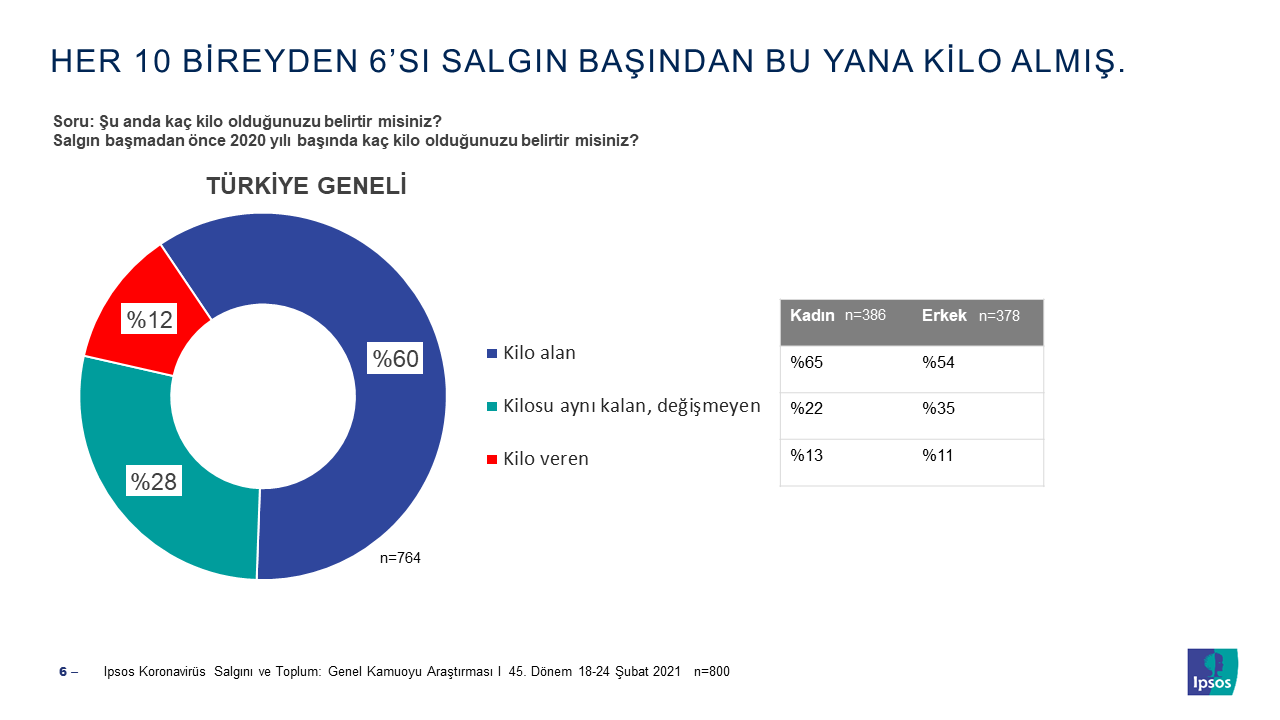 HER 10 BİREYDEN 6’SI SALGIN BAŞINDAN BU YANA KİLO ALMIŞ.
Soru: Şu anda kaç kilo olduğunuzu belirtir misiniz?
Salgın başmadan önce 2020 yılı başında kaç kilo olduğunuzu belirtir misiniz?
TÜRKİYE GENELİ
%12
%60
%28
n=764
Kilo alan
Kilosu aynı kalan, değişmeyen
Kilo veren
Kadın n=386 Erkek n=378
%65 %54
%22 %35
%13 %11
6 – Ipsos Koronavirüs Salgını ve Toplum: Genel Kamuoyu Araştırması I 45. Dönem 18-24 Şubat 2021 n=800
Ipsos